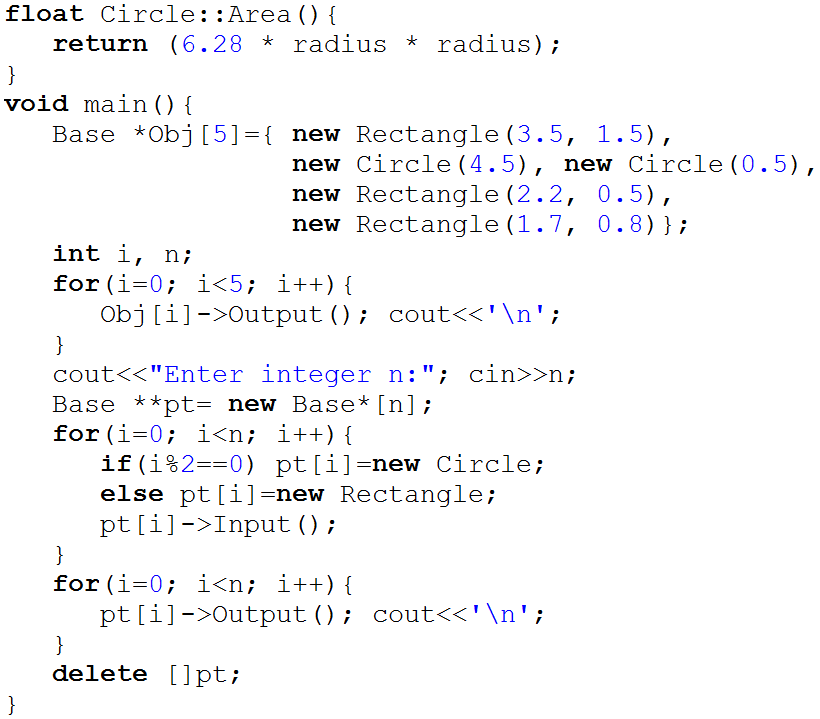 float Circle::Area(){
   return (6.28 * radius * radius);
}
void main(){
   Base *Obj[5]={ new Rectangle(3.5, 1.5),
                  new Circle(4.5), new Circle(0.5),
                  new Rectangle(2.2, 0.5),
                  new Rectangle(1.7, 0.8)};
   int i, n;
   for(i=0; i<5; i++){
      Obj[i]->Output(); cout<<'\n';
   }
   cout<<"Enter integer n:"; cin>>n;
   Base **pt= new Base*[n];
   for(i=0; i<n; i++){
      if(i%2==0) pt[i]=new Circle;
      else pt[i]=new Rectangle;
      pt[i]->Input();
   }
   for(i=0; i<n; i++){
      pt[i]->Output(); cout<<'\n';
   }
   delete []pt;
}